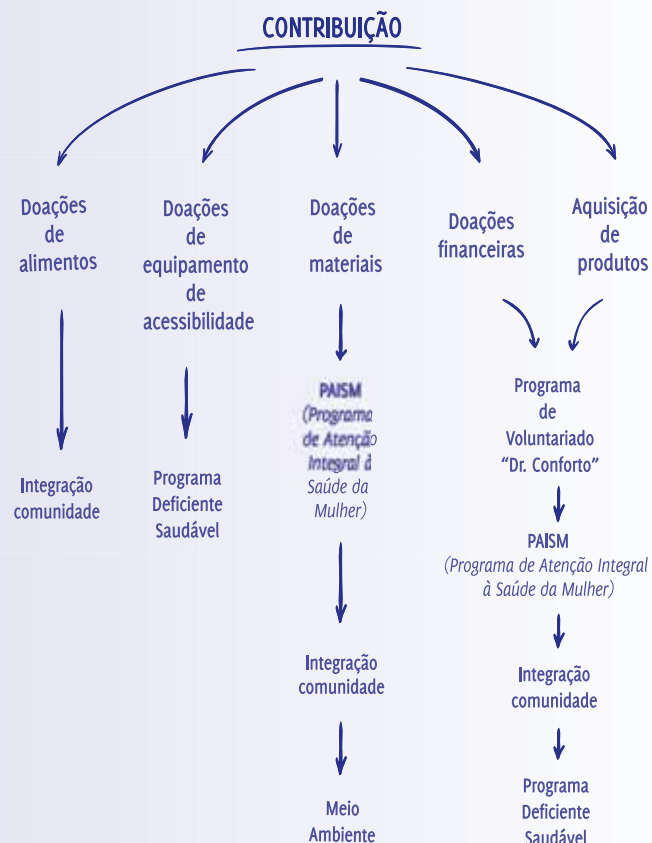 CONTRIBUIÇÃO
Doações
de
alimentos
Integração
comunidade
Doações
de
equipamento
de
acessibilidade
Programa
Deficiente
Saudável
Doações
de
materiais
PAISM
(Programa
de Atenção
Integral à
Saúde da
Mulher)
Integração
comunidade
Meio
Ambiente
Doações
financeiras
Aquisição
de
produtos
Programa
de
Voluntariado
“Dr. Conforto”
PAISM
(Programa de Atenção Integral
à Saúde da Mulher)
Integração
comunidade
Programa
Deficiente
Saudável